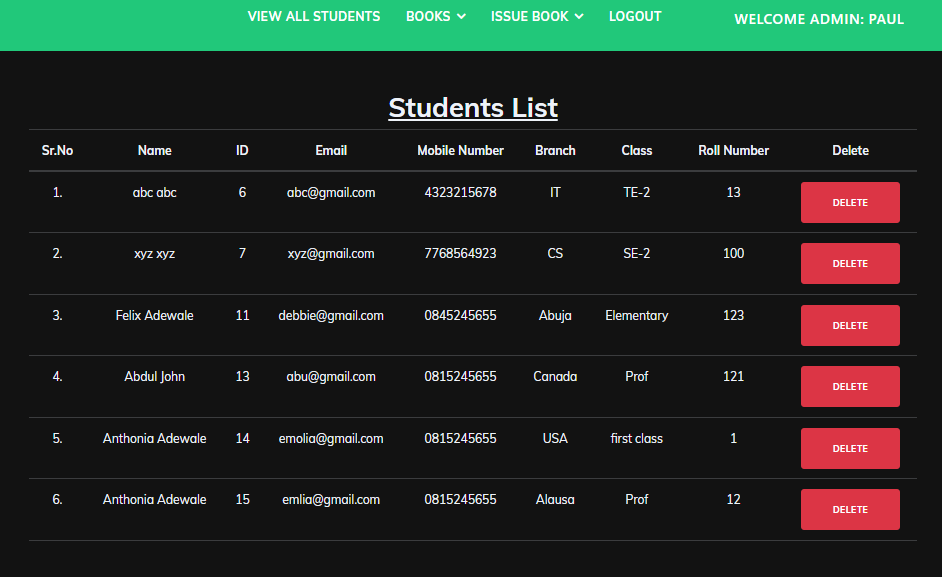 VIEW ALL STUDENTS BOOKS ISSUE BOOK LOGOUT WELCOME ADMIN: PAUL
Students List
Sr.No Name ID Email Mobile Number Branch Class Roll Number Delete
1. abc abc 6 abc@gmail.com 4323215678 IT TE-2 13 DELETE
2. xyz xyz 7 xyz@gmail.com 7768564923 CS SE-2 100 DELETE
3. Felix Adewale 11 debbie@gmail.com 0845245655 Abuja Elementary 123 DELETE
4. Abdul John 13 abu@gmail.com 0815245655 Canada Prof 121 DELETE
5. Anthonia Adewale 14 emolia@gmail.com 0815245655 USA first class 1 DELETE
6. Anthonia Adewale 15 emlia@gmail.com 0815245655 Alausa Prof 12 DELETE